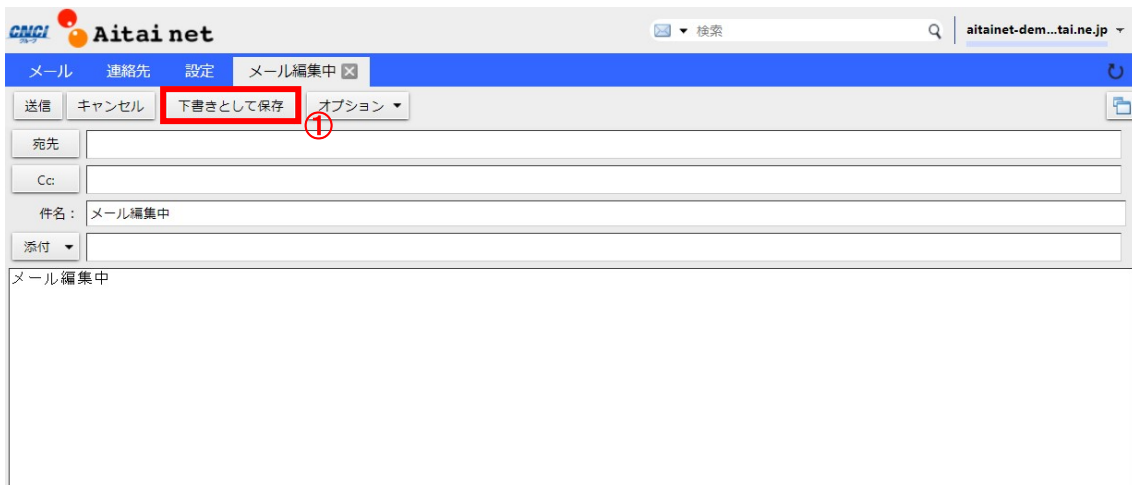 CNCI グループ Aitai net 検索 aitainet-dem...tai.ne.jp
メール 連絡先 設定 メール編集中
送信 キャンセル 下書きとして保存 オプション
①
宛先
Cc:
件名： メール編集中
添付
メール編集中